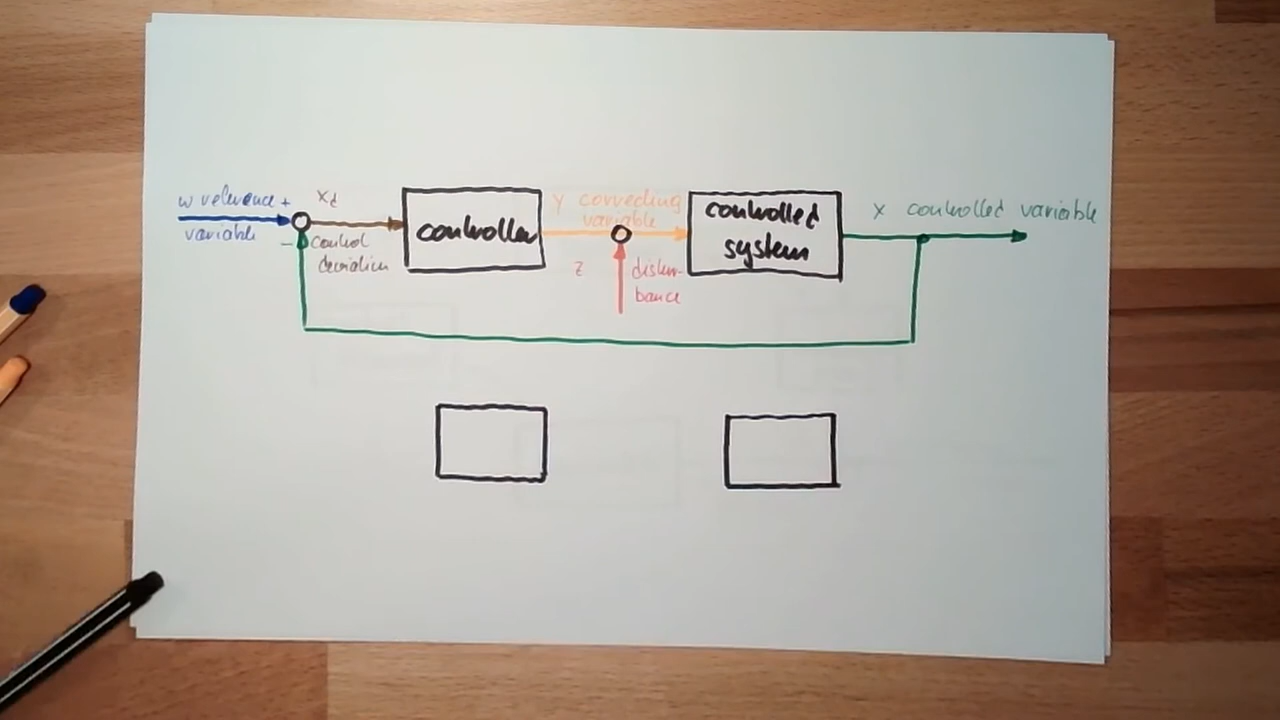 w reference +
variable
-
xd
control
deviation
controller
y correcting
variable
z
distur-
bance
controlled
system
x controlled variable